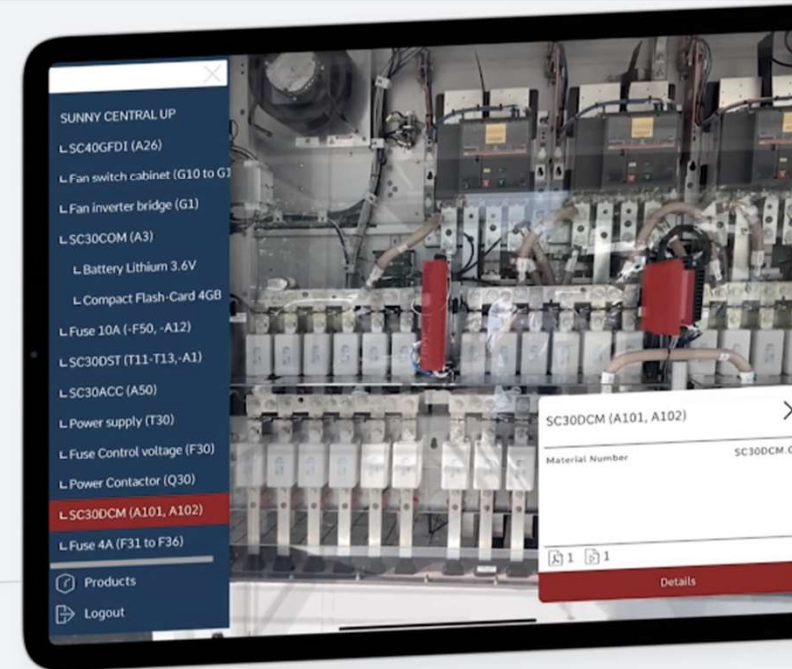 SUNNY CENTRAL UP
SC40GFDI (A26)
Fan switch cabinet (G10 to G1
Fan inverter bridge (G1)
SC30COM (A3)
Battery Lithium 3.6V
Compact Flash-Card 4GB
Fuse 10A (-F50, -A12)
SC30DST (T11-T13,-A1)
SC30ACC (A50)
Power supply (T30)
Fuse Control voltage (F30)
Power Contactor (Q30)
SC30DCM (A101, A102)
Fuse 4A (F31 to F36)
Products
Logout
SC30DCM (A101, A102)
Material Number SC30DCM.
1 1
Details